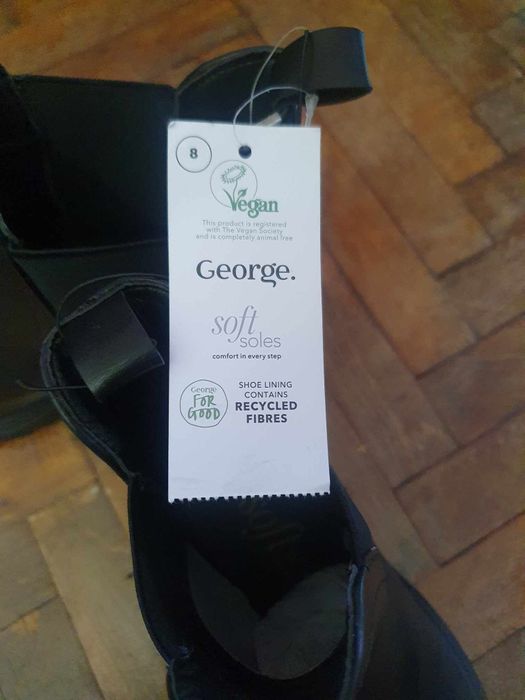 8
Vegan
This product is registered
with The Vegan Society
and is completely animal free
George.
soft
soles
comfort in every step
George
FOR
GOOD
SHOE LINING
CONTAINS
RECYCLED
FIBRES